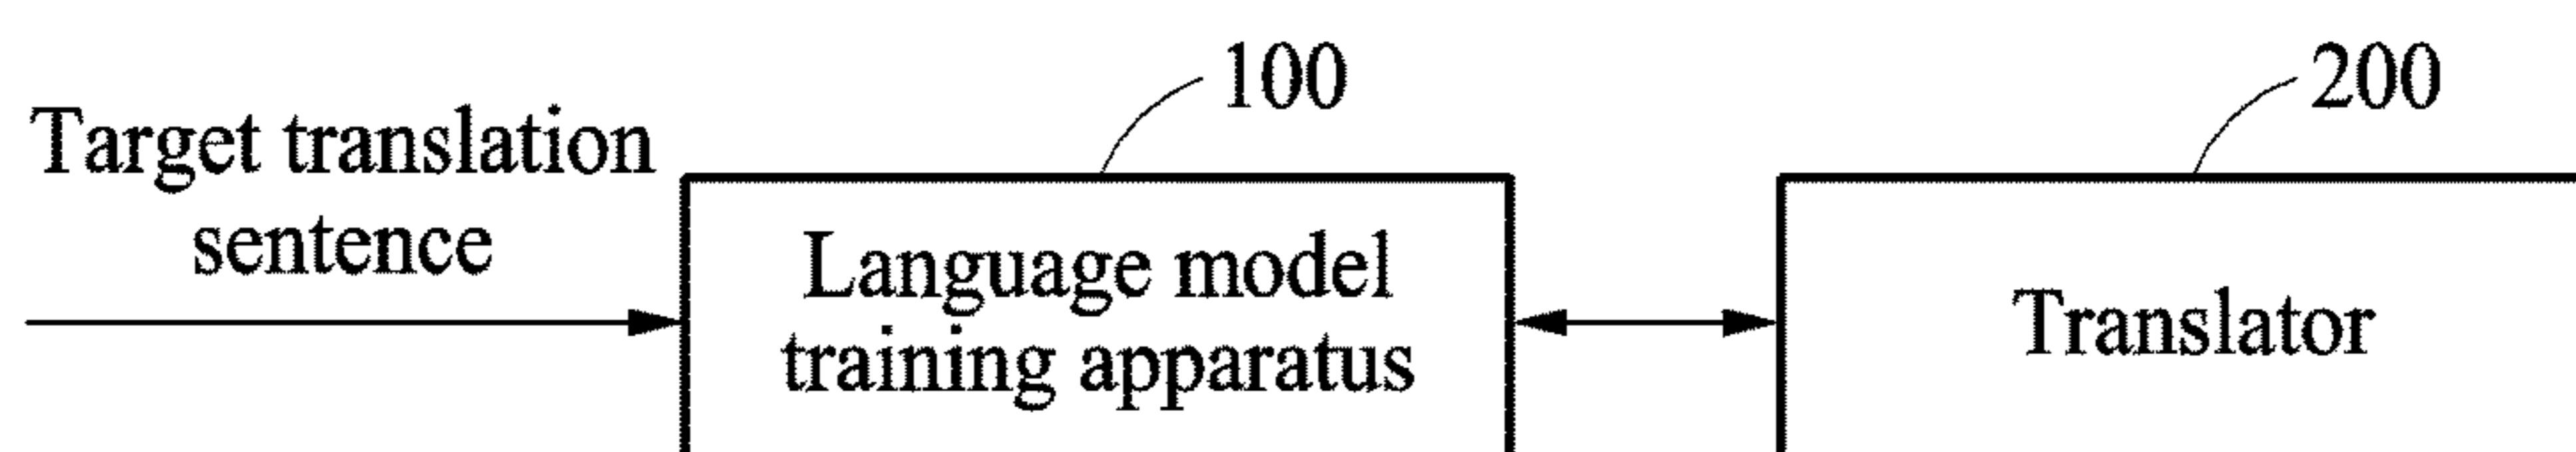 100
200
Target translation
sentence
Language model
training apparatus
Translator